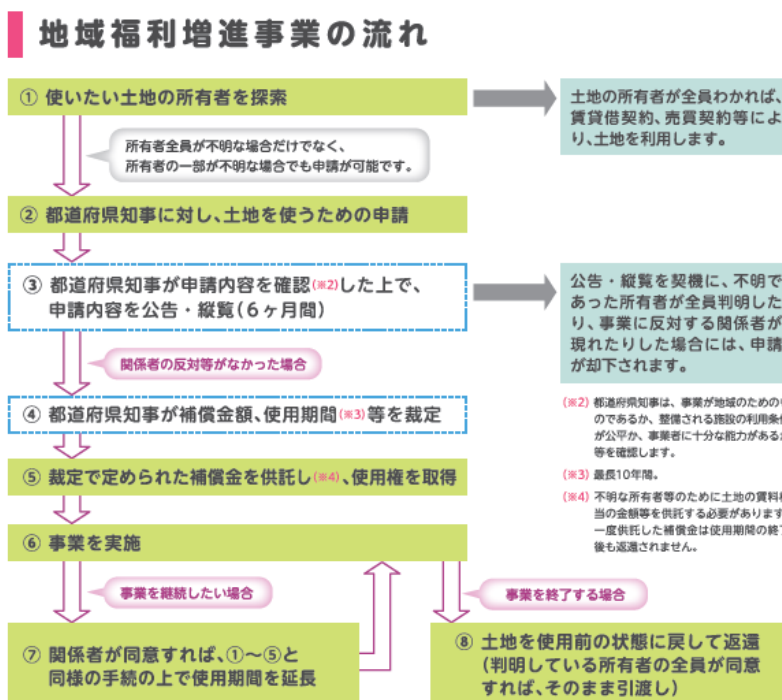 地域福利増進事業の流れ
① 使いたい土地の所有者を探索
土地の所有者が全員わかれば、
賃貸借契約、売買契約等によ
り、土地を利用します。
所有者全員が不明な場合だけでなく、
所有者の一部が不明な場合でも申請が可能です。
② 都道府県知事に対し、土地を使うための申請
③ 都道府県知事が申請内容を確認(※2)した上で、
申請内容を公告・縦覧(6ヶ月間)
公告・縦覧を契機に、不明で
あった所有者が全員判明した
り、事業に反対する関係者が
現れたりした場合には、申請
が却下されます。
関係者の反対等がなかった場合
④ 都道府県知事が補償金額、使用期間(※3)等を裁定
(※2) 都道府県知事は、事業が地域のための
のであるか、整備される施設の利用条
が公平か、事業者に十分な能力がある
等を確認します。
(※3) 最長10年間。
(※4) 不明な所有者等のために土地の賃料
当の金額等を供託する必要があります
一度供託した補償金は使用期間の終
後も返還されません。
⑤ 裁定で定められた補償金を供託し(※4)、使用権を取得
⑥ 事業を実施
事業を継続したい場合
事業を終了する場合
⑦ 関係者が同意すれば、①〜⑤と
同様の手続の上で使用期間を延長
⑧ 土地を使用前の状態に戻して返還
(判明している所有者の全員が同意
すれば、そのまま引渡し)